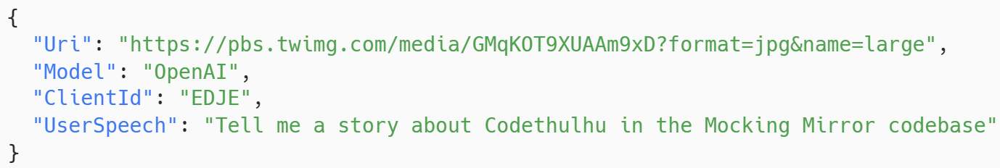 {
  "Uri": "https://pbs.twimg.com/media/GMqKOT9XUAAm9xD?format=jpg&name=large",
  "Model": "OpenAI",
  "ClientId": "EDJE",
  "UserSpeech": "Tell me a story about Codethulhu in the Mocking Mirror codebase"
}